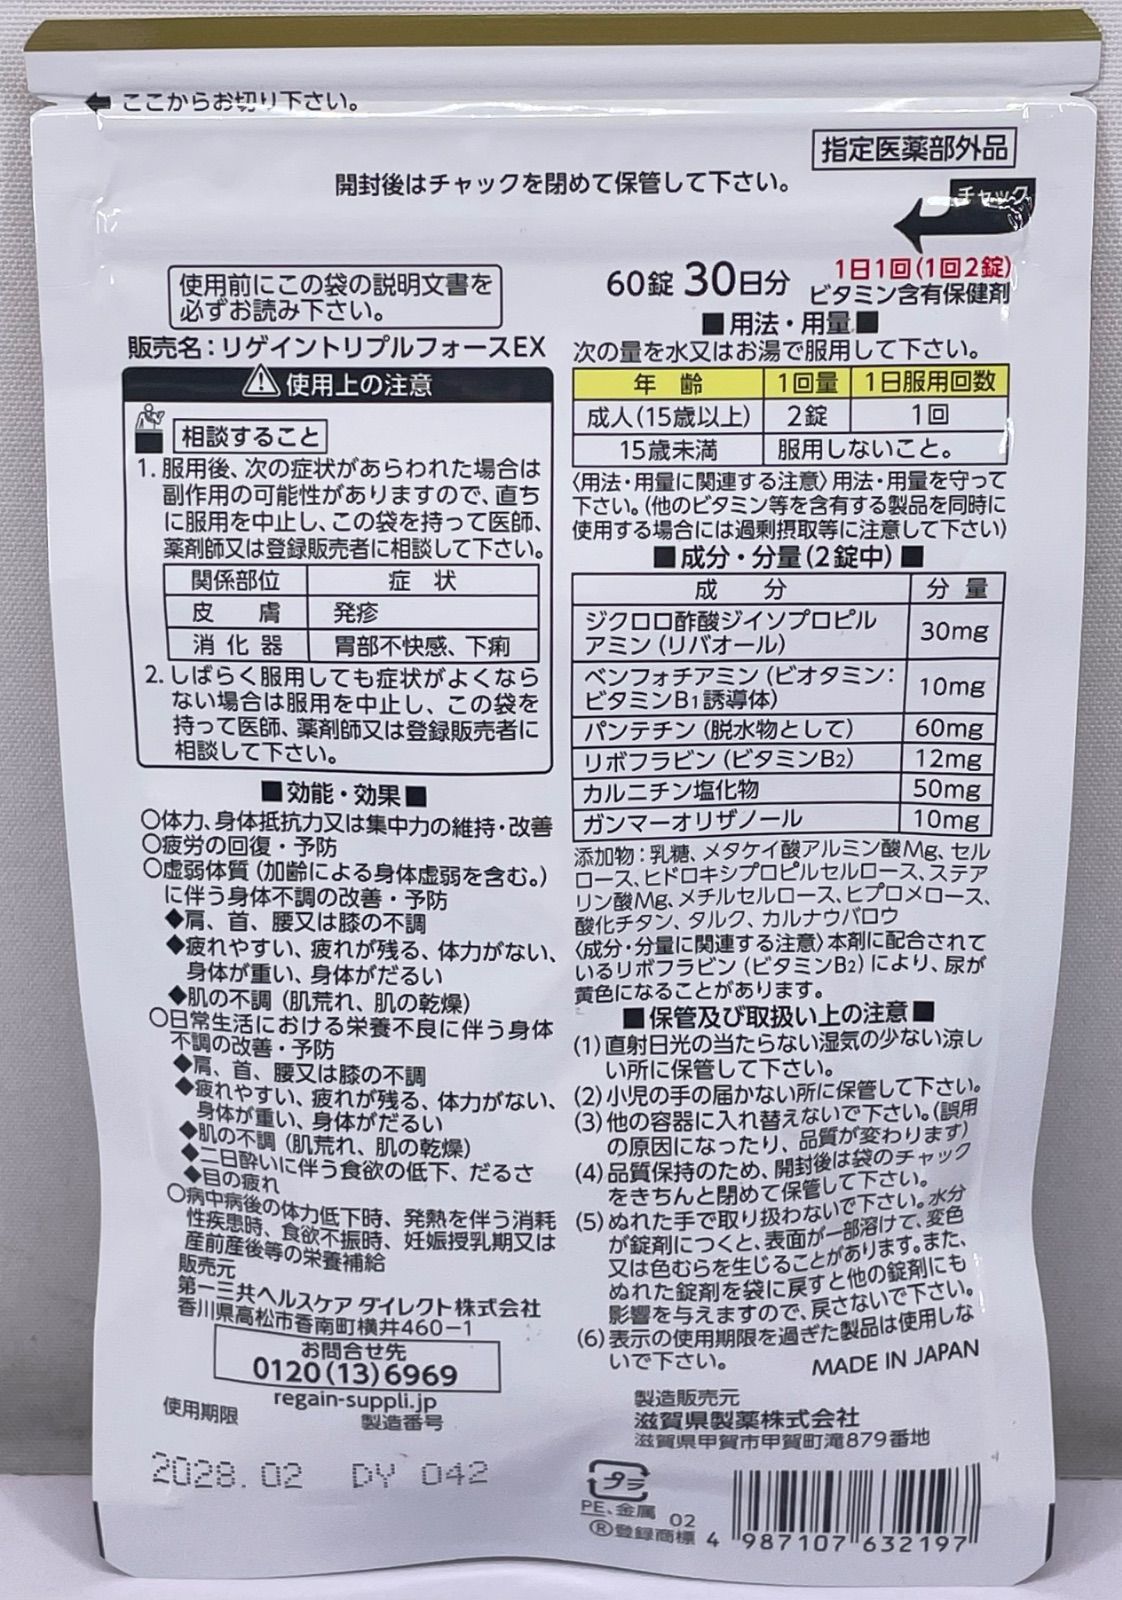 ここからお切り下さい。
指定医薬部外品
開封後はチャックを閉めて保管して下さい。
チャック
使用前にこの袋の説明文書を
必ずお読み下さい。
販売名：リゲイントリプルフォースEX
使用上の注意
相談すること
1. 服用後、次の症状があらわれた場合は
副作用の可能性がありますので、直ち
に服用を中止し、この袋を持って医師、
薬剤師又は登録販売者に相談して下さい。
関係部位 症 状
皮 膚 発疹
消 化 器 胃部不快感、下痢
2. しばらく服用しても症状がよくなら
ない場合は服用を中止し、この袋を
持って医師、薬剤師又は登録販売者に
相談して下さい。
■効能・効果■
○体力、身体抵抗力又は集中力の維持・改善
○疲労の回復・予防
○虚弱体質（加齢による身体虚弱を含む。）
に伴う身体不調の改善・予防
◆肩、首、腰又は膝の不調
◆疲れやすい、疲れが残る、体力がない、
身体が重い、身体がだるい
◆肌の不調（肌荒れ、肌の乾燥）
○日常生活における栄養不良に伴う身体
不調の改善・予防
◆肩、首、腰又は膝の不調
◆疲れやすい、疲れが残る、体力がない、
身体が重い、身体がだるい
◆肌の不調（肌荒れ、肌の乾燥）
◆二日酔いに伴う食欲の低下、だるさ
◆目の疲れ
○病中病後の体力低下時、発熱を伴う消耗
性疾患時、食欲不振時、妊娠授乳期又は
産前産後等の栄養補給
販売元
第一三共ヘルスケア ダイレクト株式会社
香川県高松市香南町横井460-1
お問合せ先
0120(13)6969
regain-suppli.jp
使用期限 製造番号
2028.02 DY 042
60錠 30日分 1日1回（1回2錠）
ビタミン含有保健剤
■用法・用量■
次の量を水又はお湯で服用して下さい。
年 齢 1回量 1日服用回数
成人（15歳以上） 2錠 1回
15歳未満 服用しないこと。
〈用法・用量に関連する注意〉用法・用量を守って
下さい。（他のビタミン等を含有する製品を同時に
使用する場合には過剰摂取等に注意して下さい）
■成分・分量（2錠中）■
成 分 分 量
ジクロロ酢酸ジイソプロピル
アミン（リバオール） 30mg
ベンフォチアミン（ビオタミン：
ビタミンB1誘導体） 10mg
パンテチン（脱水物として） 60mg
リボフラビン（ビタミンB2） 12mg
カルニチン塩化物 50mg
ガンマーオリザノール 10mg
添加物：乳糖、メタケイ酸アルミン酸Mg、セル
ロース、ヒドロキシプロピルセルロース、ステア
リン酸Mg、メチルセルロース、ヒプロメロース、
酸化チタン、タルク、カルナウバロウ
〈成分・分量に関連する注意〉本剤に配合されて
いるリボフラビン（ビタミンB2）により、尿が
黄色になることがあります。
■保管及び取扱い上の注意■
(1) 直射日光の当たらない湿気の少ない涼し
い所に保管して下さい。
(2) 小児の手の届かない所に保管して下さい。
(3) 他の容器に入れ替えないで下さい。（誤用
の原因になったり、品質が変わります）
(4) 品質保持のため、開封後は袋のチャック
をきちんと閉めて保管して下さい。
(5) ぬれた手で取り扱わないで下さい。水分
が錠剤につくと、表面が一部溶けて、変色
又は色むらを生じることがあります。また、
ぬれた錠剤を袋に戻すと他の錠剤にも
影響を与えますので、戻さないで下さい。
(6) 表示の使用期限を過ぎた製品は使用しな
いで下さい。 MADE IN JAPAN
製造販売元
滋賀県製薬株式会社
滋賀県甲賀市甲賀町滝879番地
プラ
PE、金属 02
®登録商標
4 987107 632197